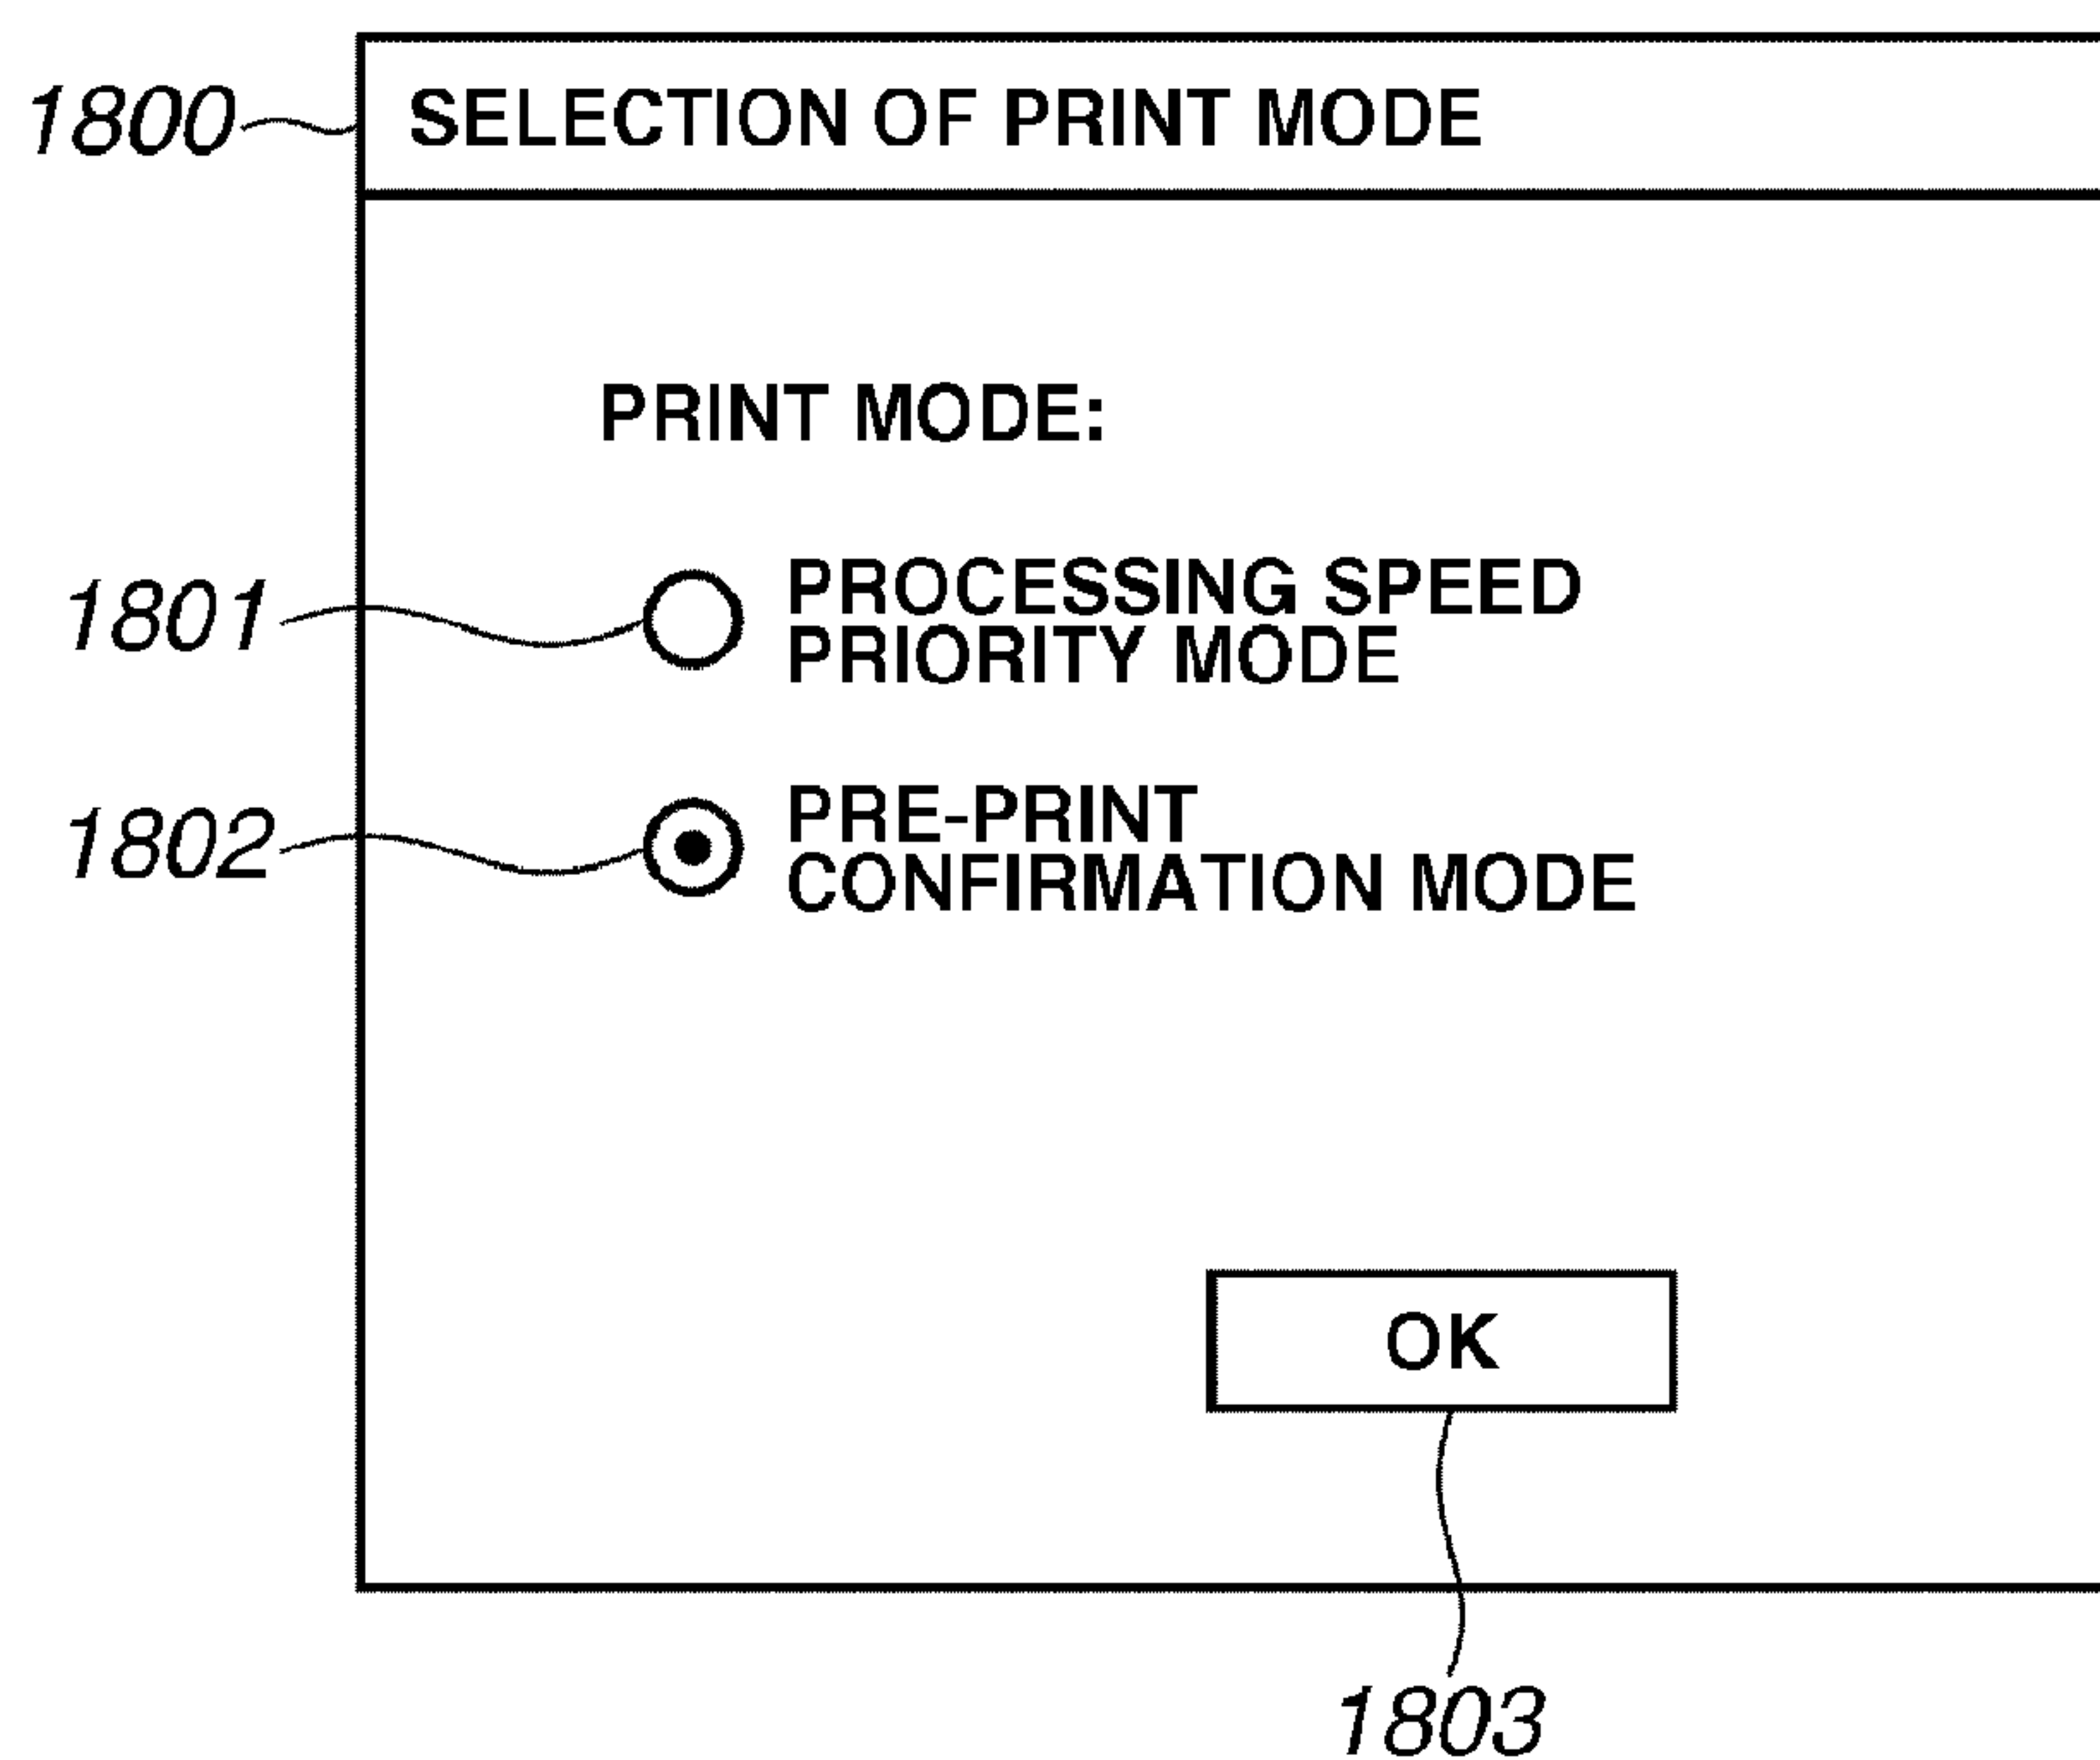 1800 SELECTION OF PRINT MODE
PRINT MODE:
1801 PROCESSING SPEED
PRIORITY MODE
1802 PRE-PRINT
CONFIRMATION MODE
OK
1803